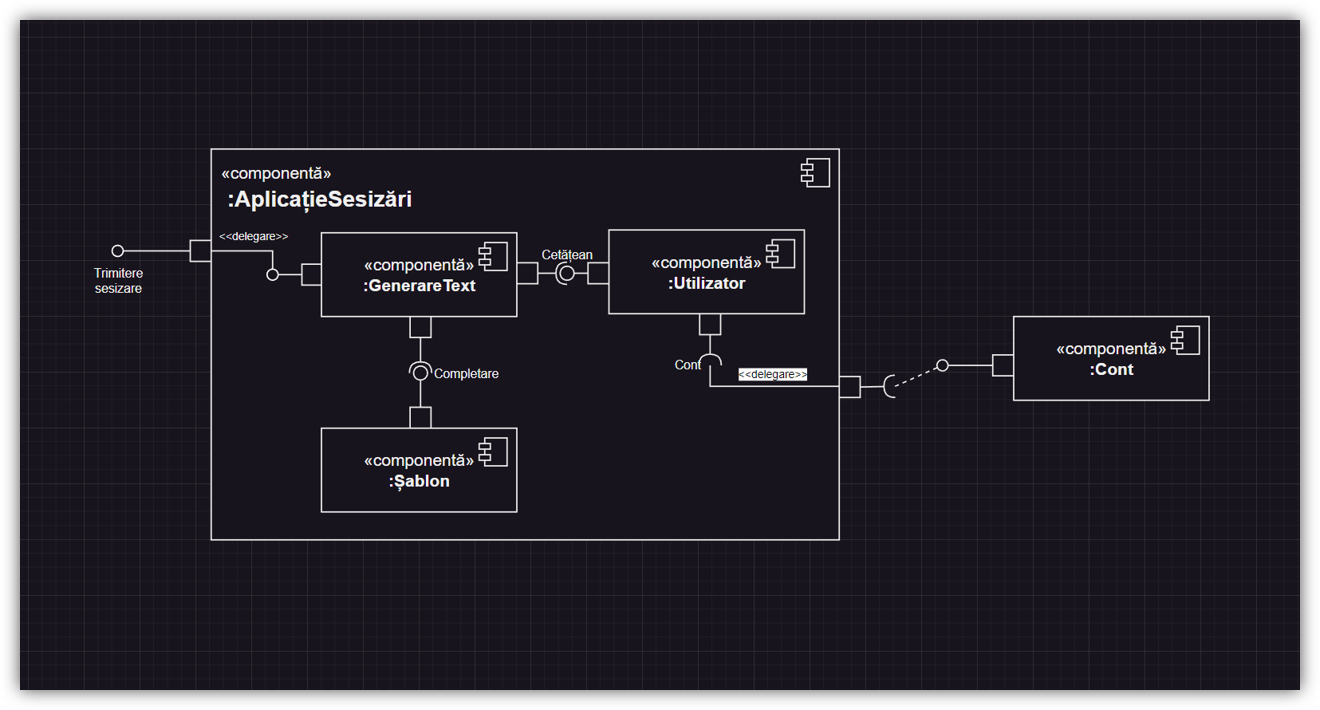 «componentă»
:AplicațieSesizări
<<delegare>>
Trimitere
sesizare
«componentă»
:GenerareText
Cetățean
«componentă»
:Utilizator
Cont
<<delegare>>
«componentă»
:Cont
Completare
«componentă»
:Șablon